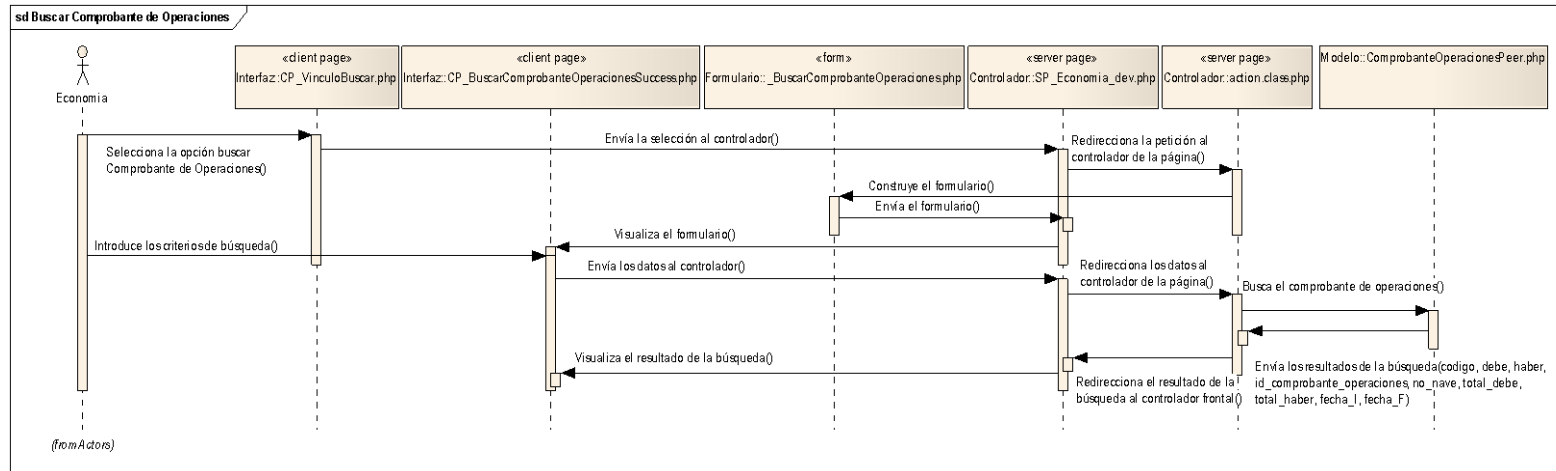 sd Buscar Comprobante de Operaciones
Economia
«client page»
Interfaz::CP_VinculoBuscar.php
«client page»
Interfaz::CP_BuscarComprobanteOperacionesSuccess.php
«form»
Formulario::_BuscarComprobanteOperaciones.php
«server page»
Controlador::SP_Economia_dev.php
«server page»
Controlador::action.class.php
Modelo::ComprobanteOperacionesPeer.php
Selecciona la opción buscar
Comprobante de Operaciones()
Envía la selección al controlador()
Redirecciona la petición al
controlador de la página()
Construye el formulario()
Envía el formulario()
Visualiza el formulario()
Introduce los criterios de búsqueda()
Envía los datos al controlador()
Redirecciona los datos al
controlador de la página()
Busca el comprobante de operaciones()
Visualiza el resultado de la búsqueda()
Redirecciona el resultado de la
búsqueda al controlador frontal()
Envía los resultados de la búsqueda(codigo, debe, haber,
id_comprobante_operaciones, no_nave, total_debe,
total_haber, fecha_I, fecha_F)
(from Actors)